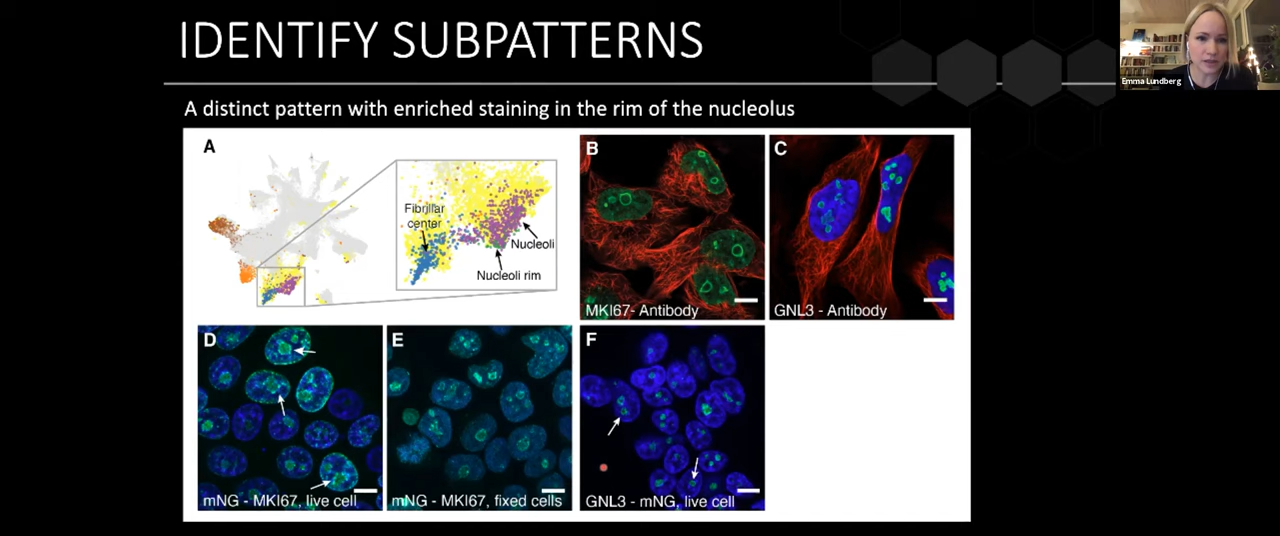 IDENTIFY SUBPATTERNS
Emma Lundberg
A distinct pattern with enriched staining in the rim of the nucleolus
A
Fibrillar
center
Nucleoli
Nucleoli rim
B
MKI67- Antibody
C
GNL3 - Antibody
D
mNG - MKI67, live cell
E
mNG - MKI67, fixed cells
F
GNL3 - mNG, live cell